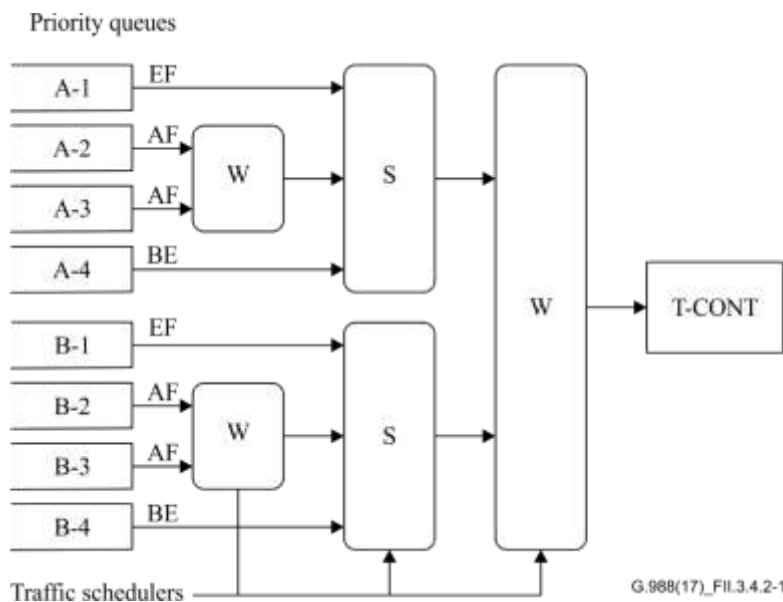 Priority queues
A-1
EF
A-2
AF
W
A-3
AF
S
A-4
BE
W
T-CONT
B-1
EF
B-2
AF
W
B-3
AF
S
B-4
BE
Traffic schedulers
G.988(17)_FII.3.4.2-1